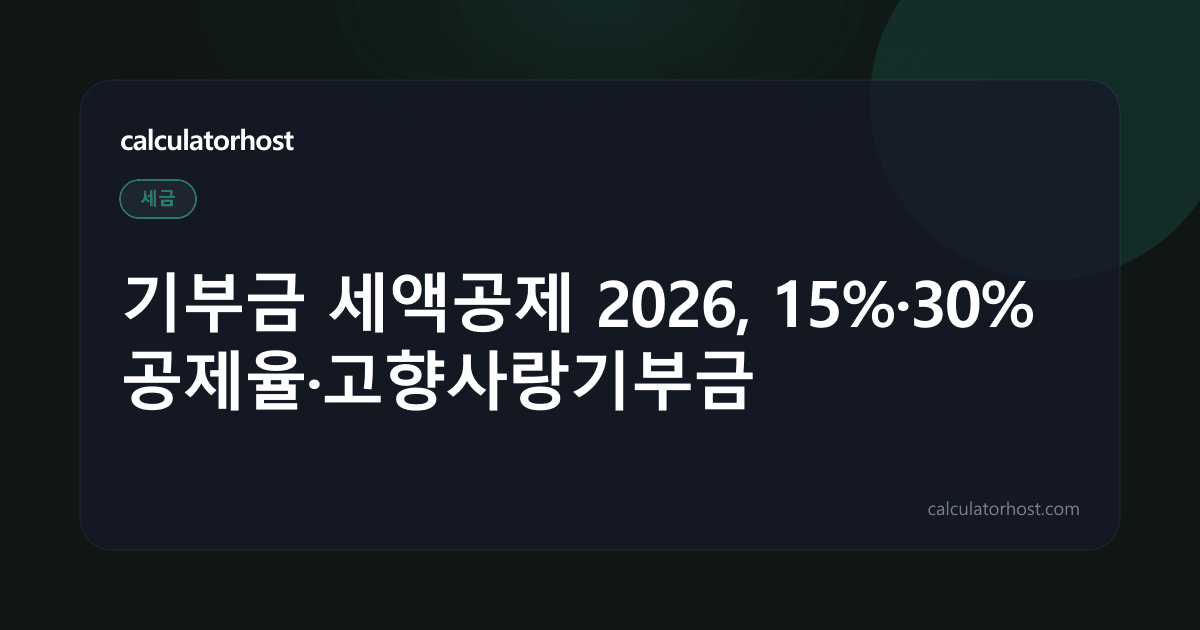 calculatorhost
세금
기부금 세액공제 2026, 15%·30%
공제율·고향사랑기부금
calculatorhost.com